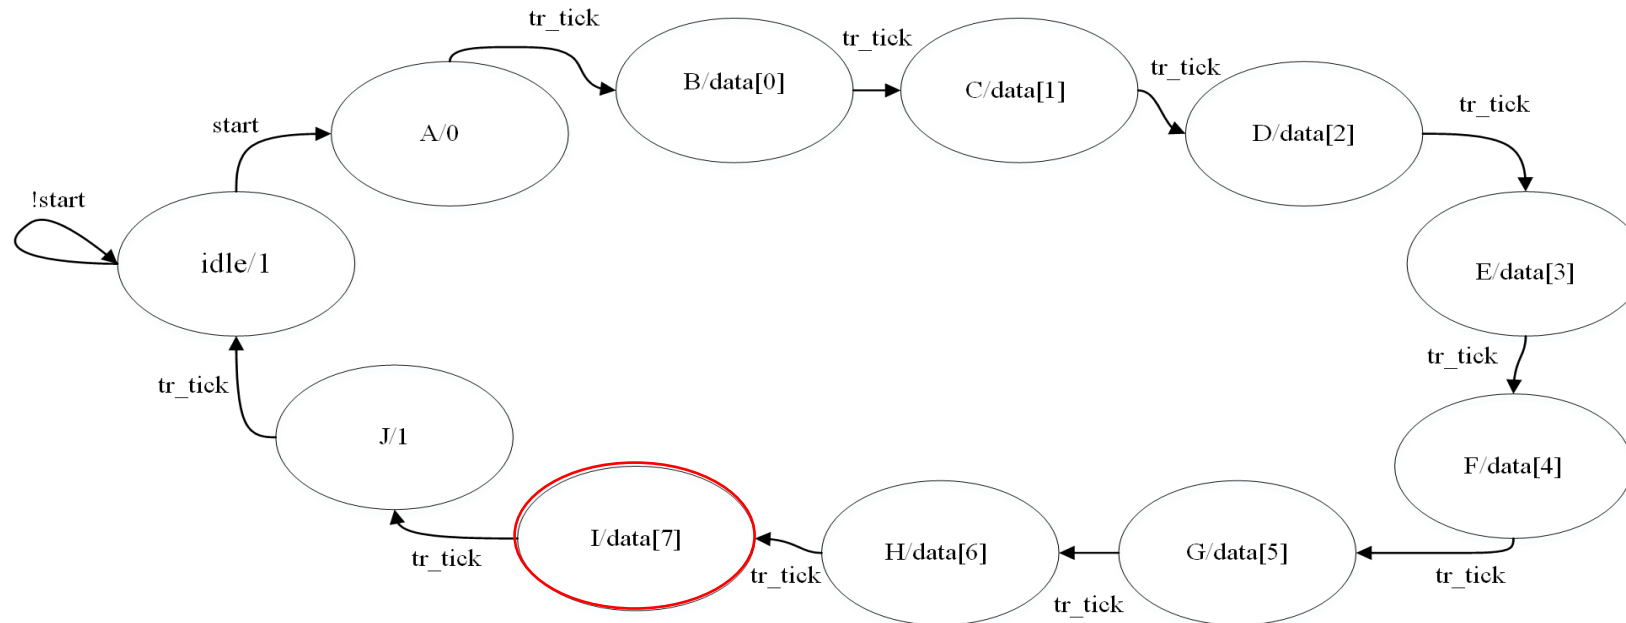 tr_tick
tr_tick
tr_tick
tr_tick
B/data[0]
C/data[1]
start
A/0
D/data[2]
!start
idle/1
E/data[3]
tr_tick
tr_tick
J/1
F/data[4]
I/data[7]
H/data[6]
G/data[5]
tr_tick
tr_tick
tr_tick
tr_tick